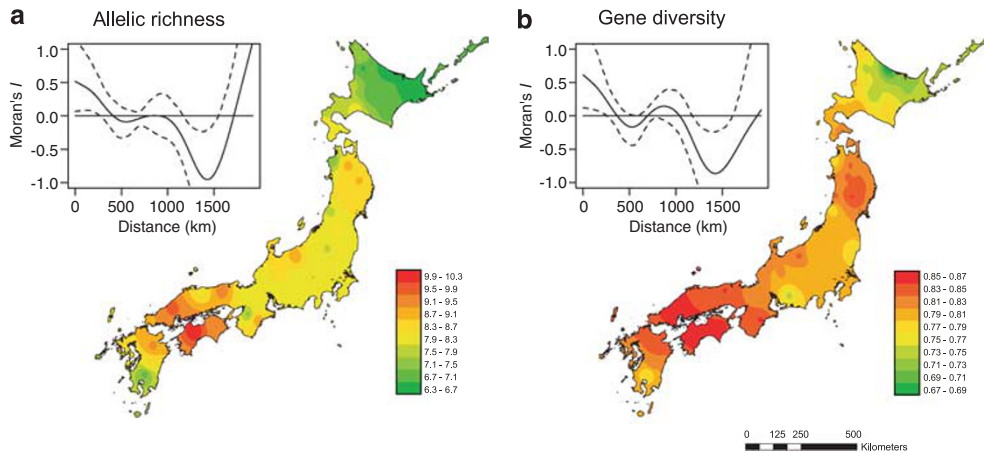 a Allelic richness
1.0
0.5
0.0
-0.5
-1.0
Moran's I
0 500 1000 1500
Distance (km)
9.9 – 10.3
9.5 – 9.9
9.1 – 9.5
8.7 – 9.1
8.3 – 8.7
7.9 – 8.3
7.5 – 7.9
7.1 – 7.5
6.7 – 7.1
6.3 – 6.7
b Gene diversity
1.0
0.5
0.0
-0.5
-1.0
Moran's I
0 500 1000 1500
Distance (km)
0.85 – 0.87
0.83 – 0.85
0.81 – 0.83
0.79 – 0.81
0.77 – 0.79
0.75 – 0.77
0.73 – 0.75
0.71 – 0.73
0.69 – 0.71
0.67 – 0.69
0 125 250 500
Kilometers